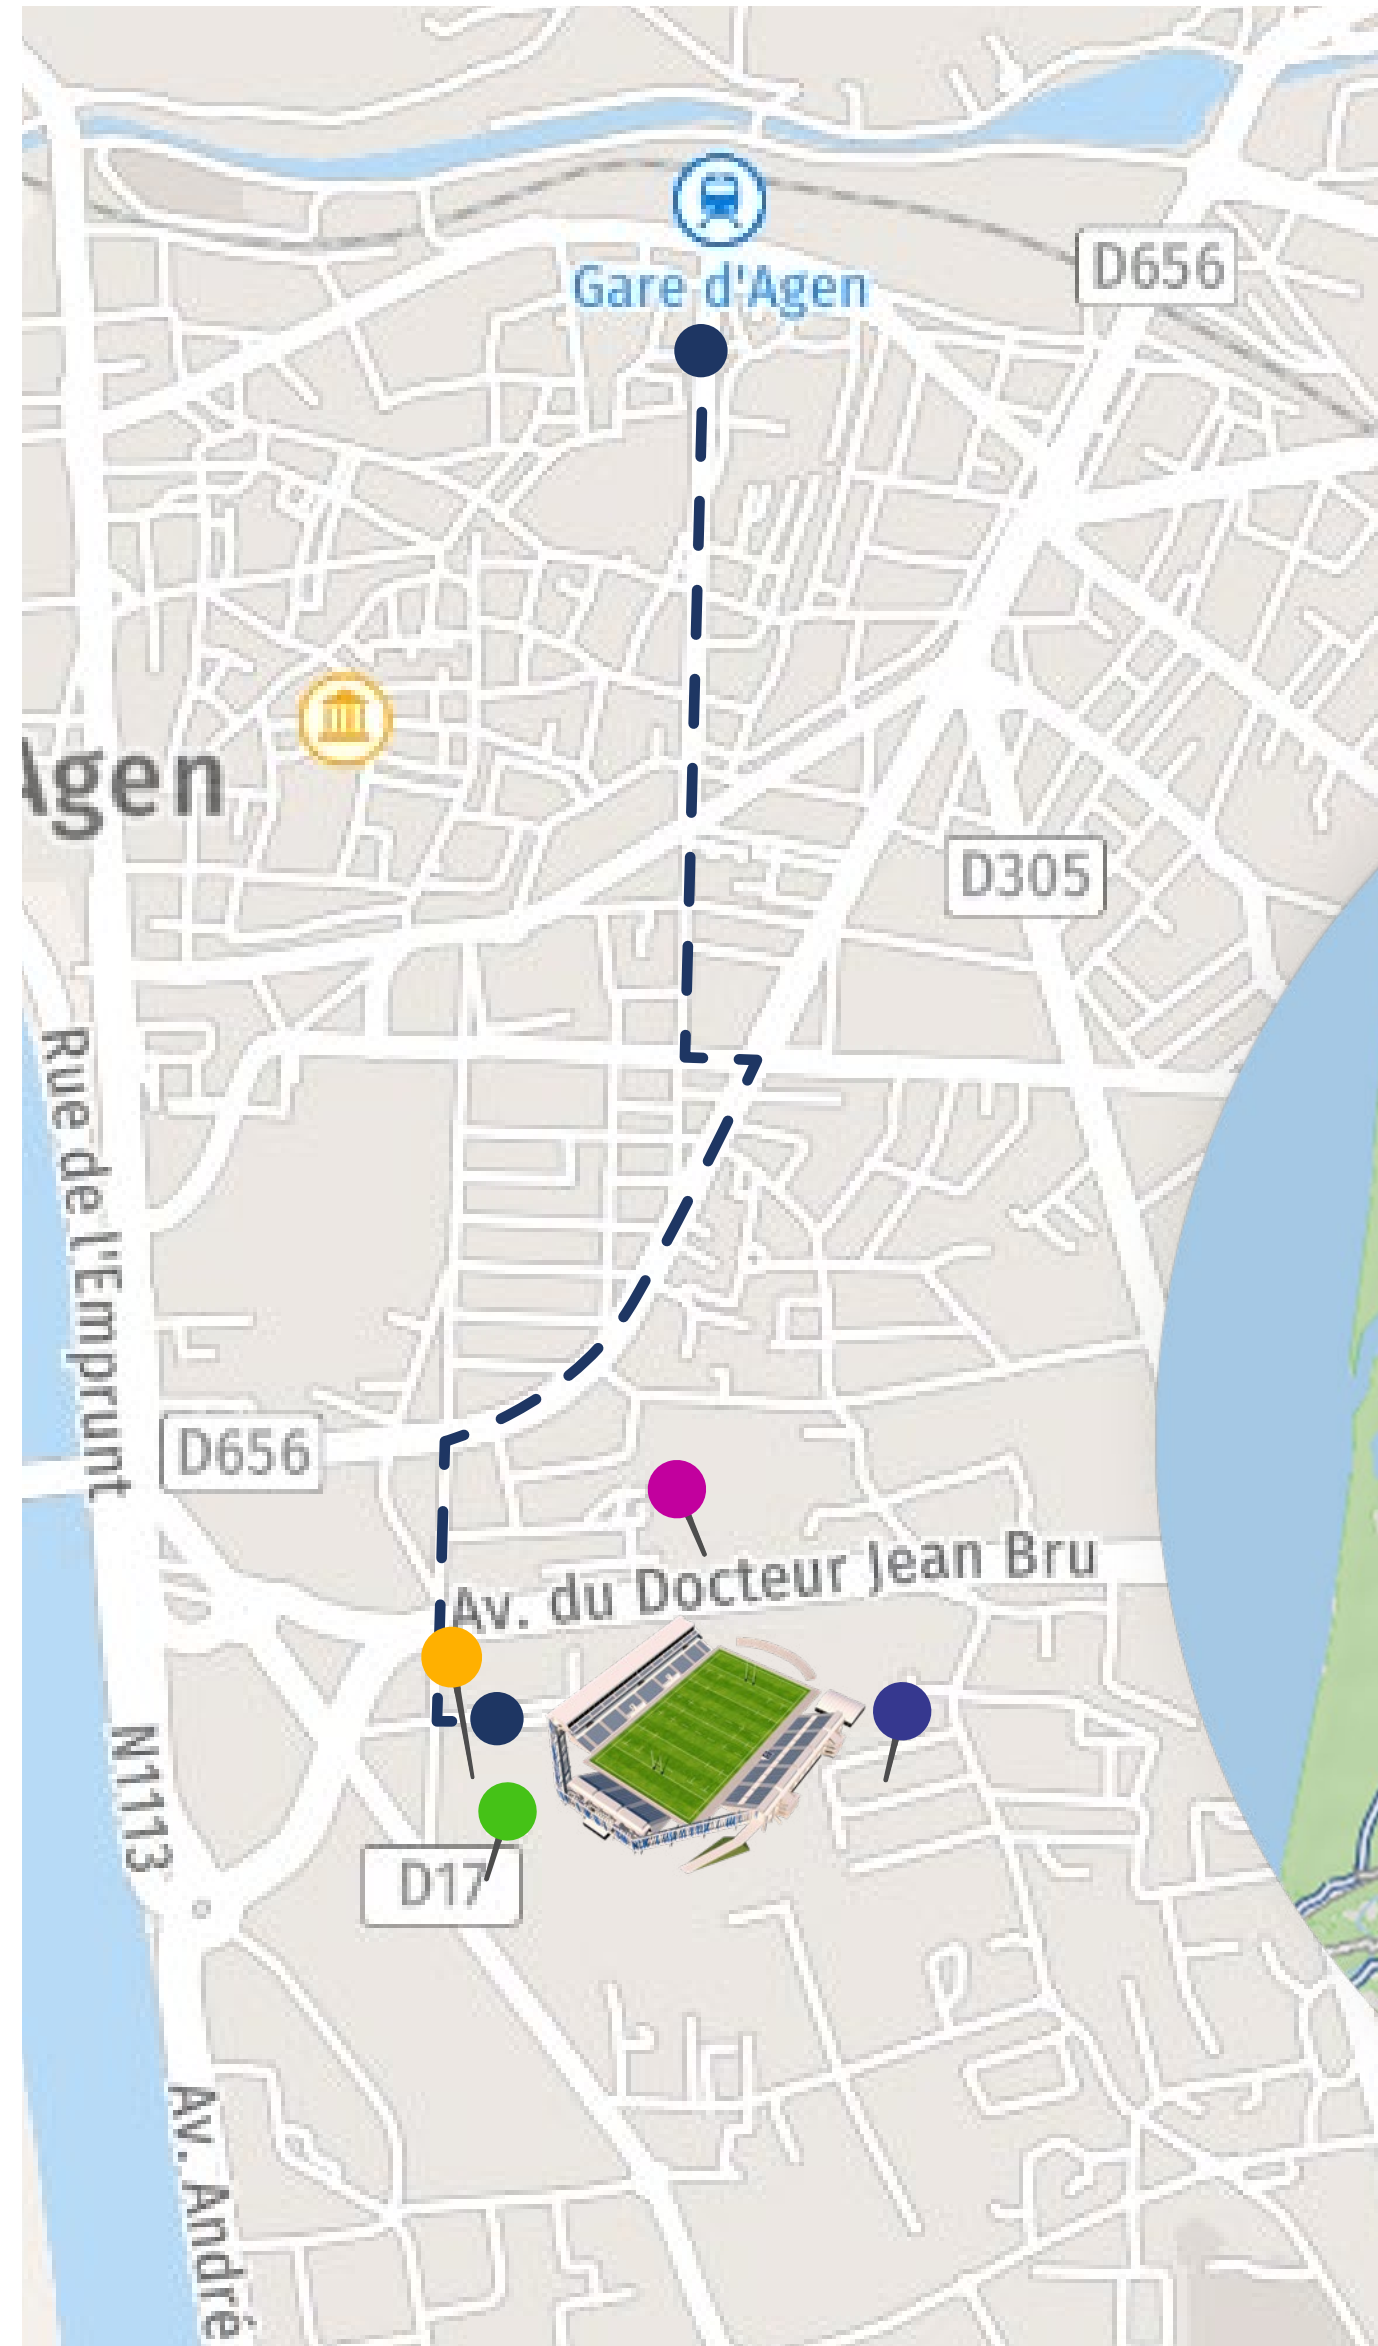 Gare d'Agen
D656
Agen
D305
Rue de l'Emprunt
D656
Av. du Docteur Jean Bru
N1113
D17
Av. André